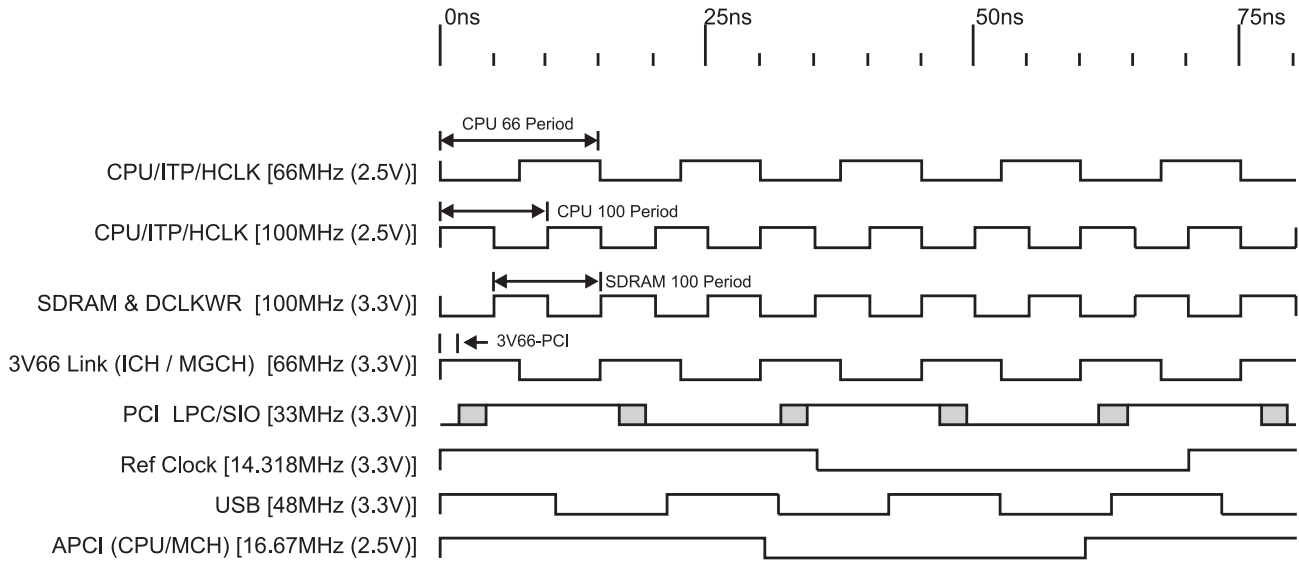 0ns 25ns 50ns 75ns
CPU 66 Period
CPU/ITP/HCLK [66MHz (2.5V)]
CPU 100 Period
CPU/ITP/HCLK [100MHz (2.5V)]
SDRAM 100 Period
SDRAM & DCLKWR [100MHz (3.3V)]
3V66-PCI
3V66 Link (ICH / MGCH) [66MHz (3.3V)]
PCI LPC/SIO [33MHz (3.3V)]
Ref Clock [14.318MHz (3.3V)]
USB [48MHz (3.3V)]
APCI (CPU/MCH) [16.67MHz (2.5V)]